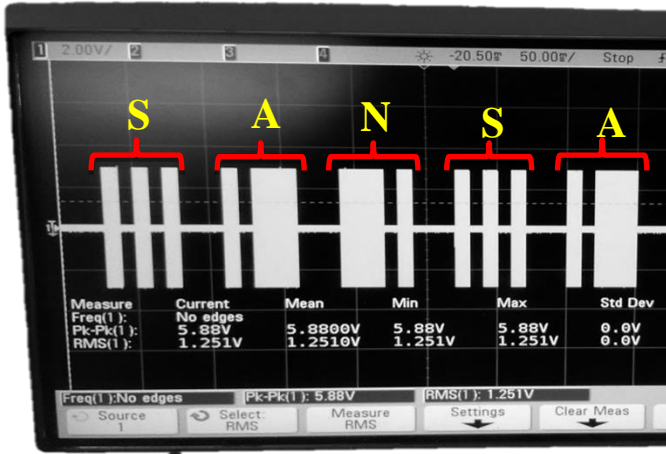 1 2.00V/ 2 3 4 -20.50ms 50.00ms/ Stop
S A N S A
Measure Current Mean Min Max Std Dev
Freq(1): No edges
Pk-Pk(1): 5.88V 5.8800V 5.88V 5.88V 0.0V
RMS(1): 1.251V 1.2510V 1.251V 1.251V 0.0V
Freq(1):No edges Pk-Pk(1): 5.88V RMS(1): 1.251V
Source Select: Measure Settings Clear Meas
1 RMS RMS